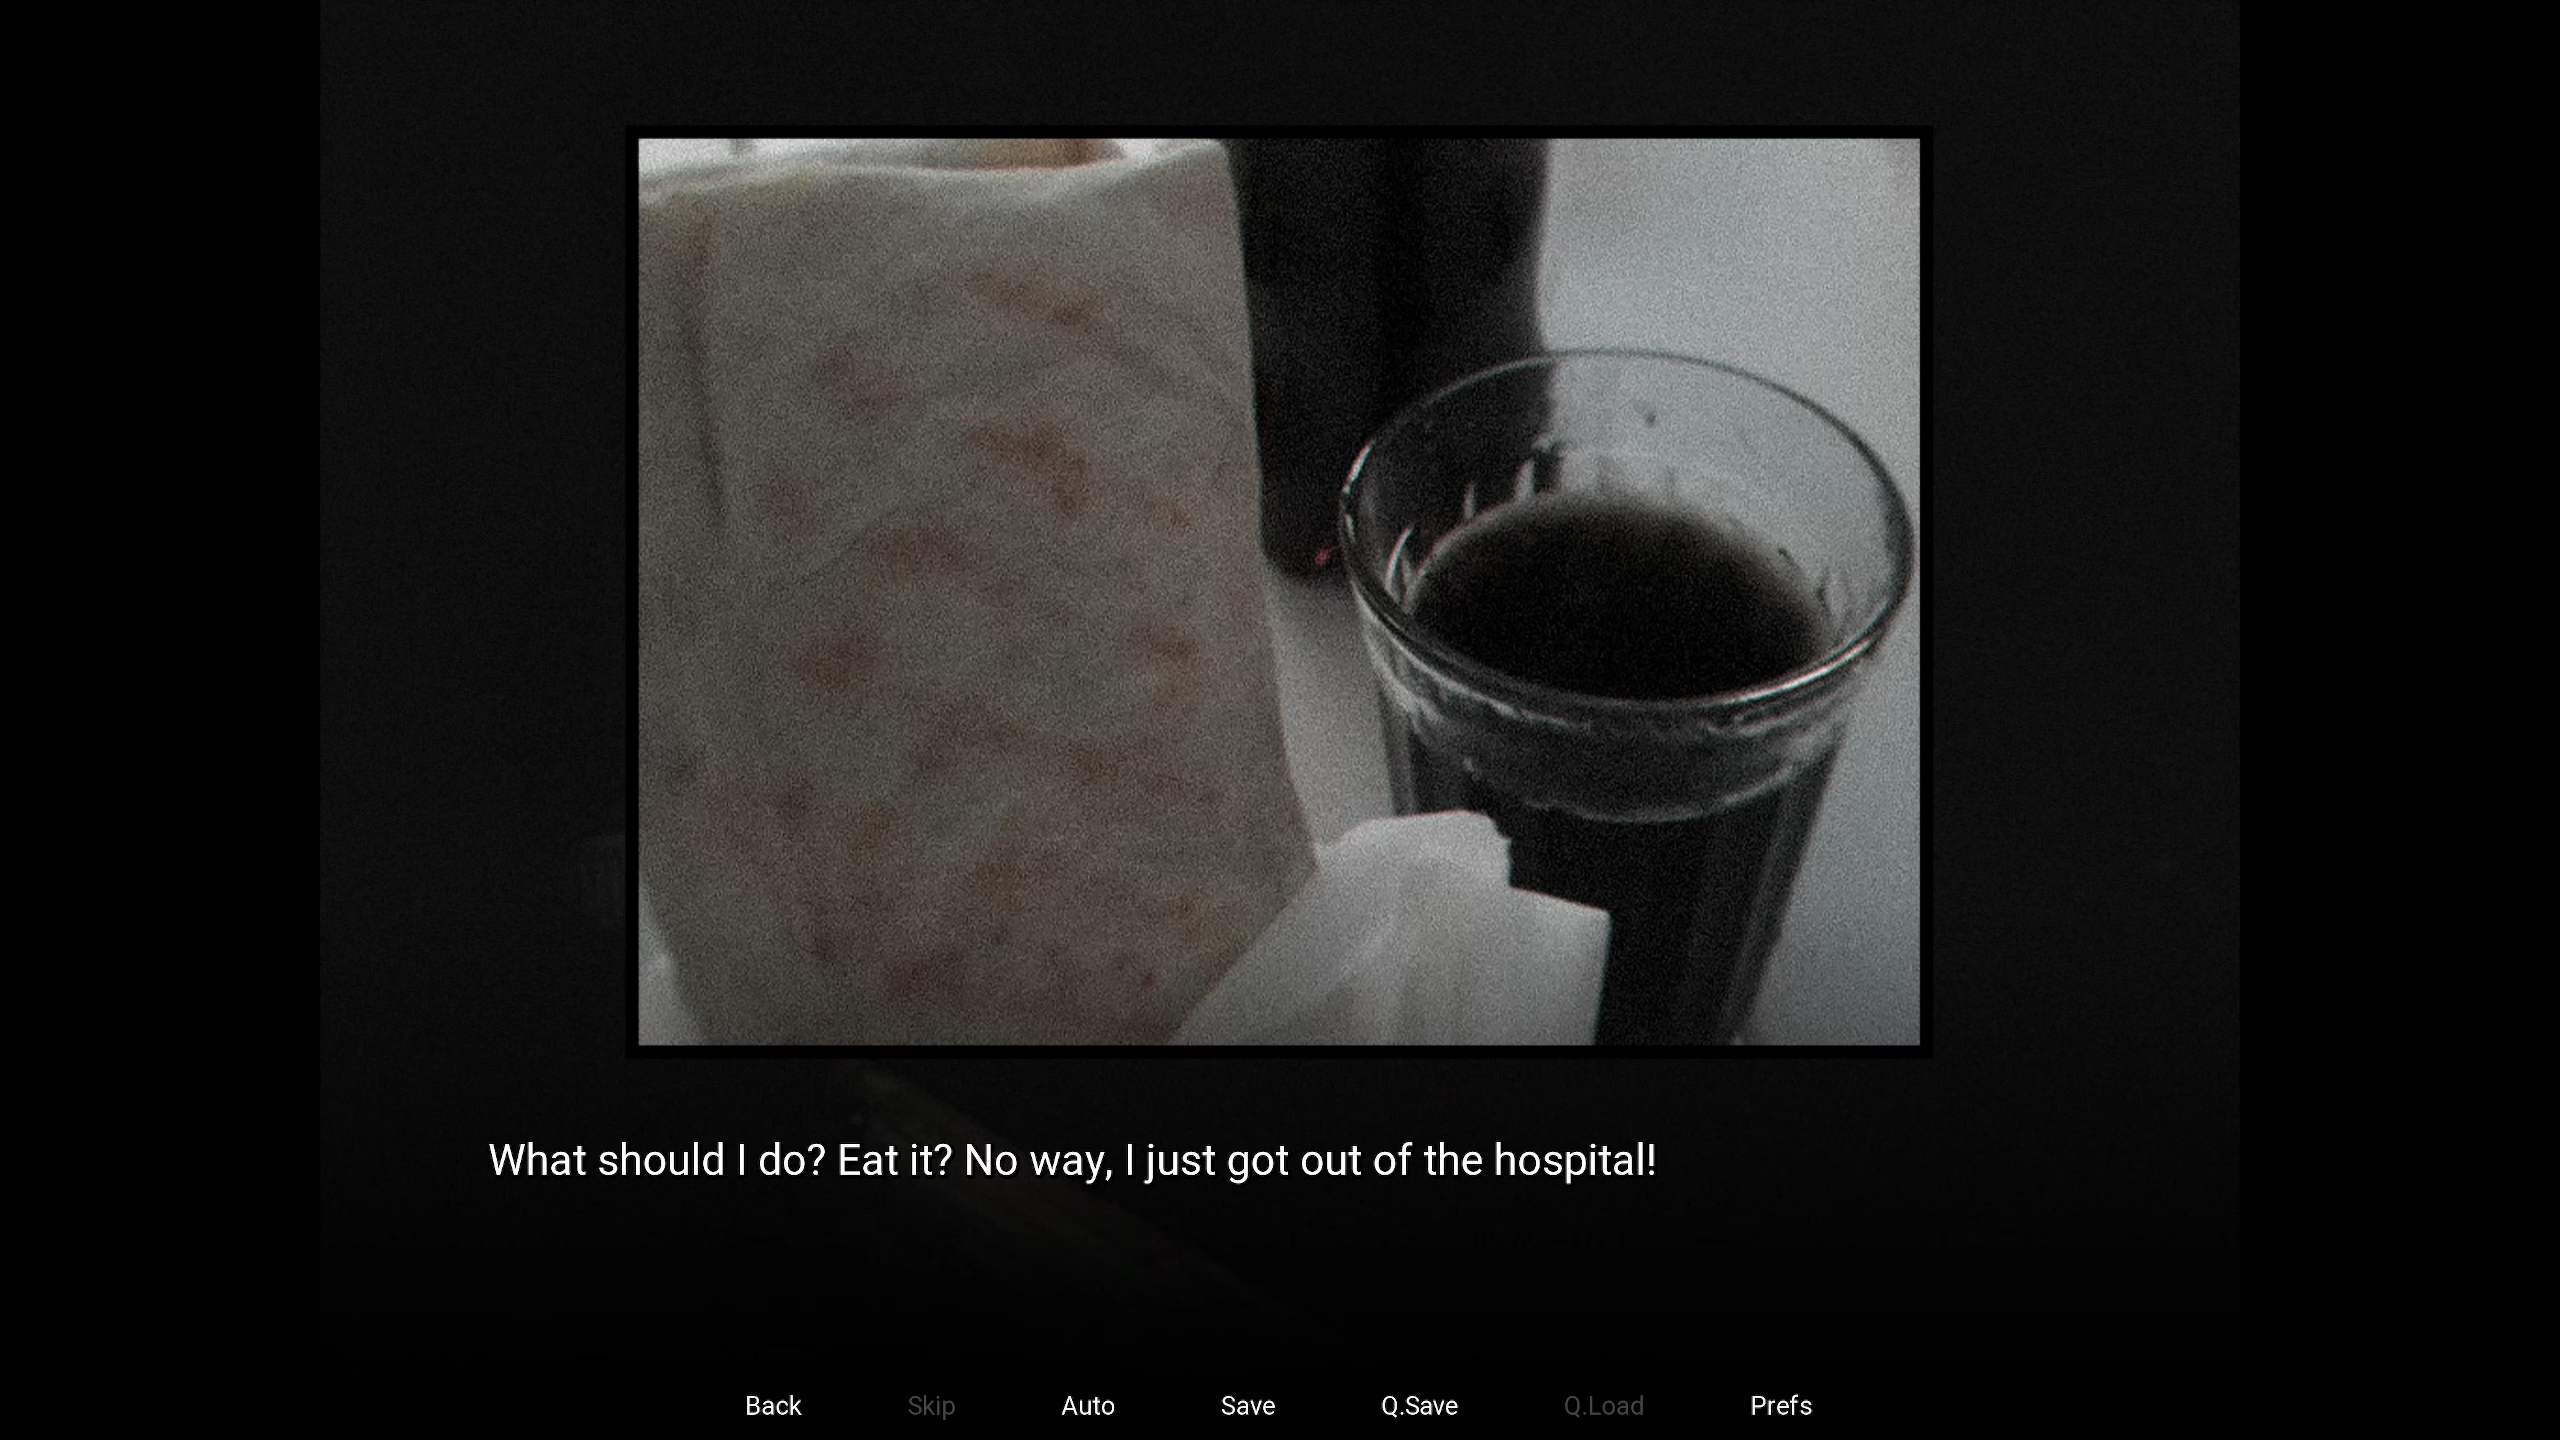 What should I do? Eat it? No way, I just got out of the hospital!
Back Skip Auto Save Q.Save Q.Load Prefs